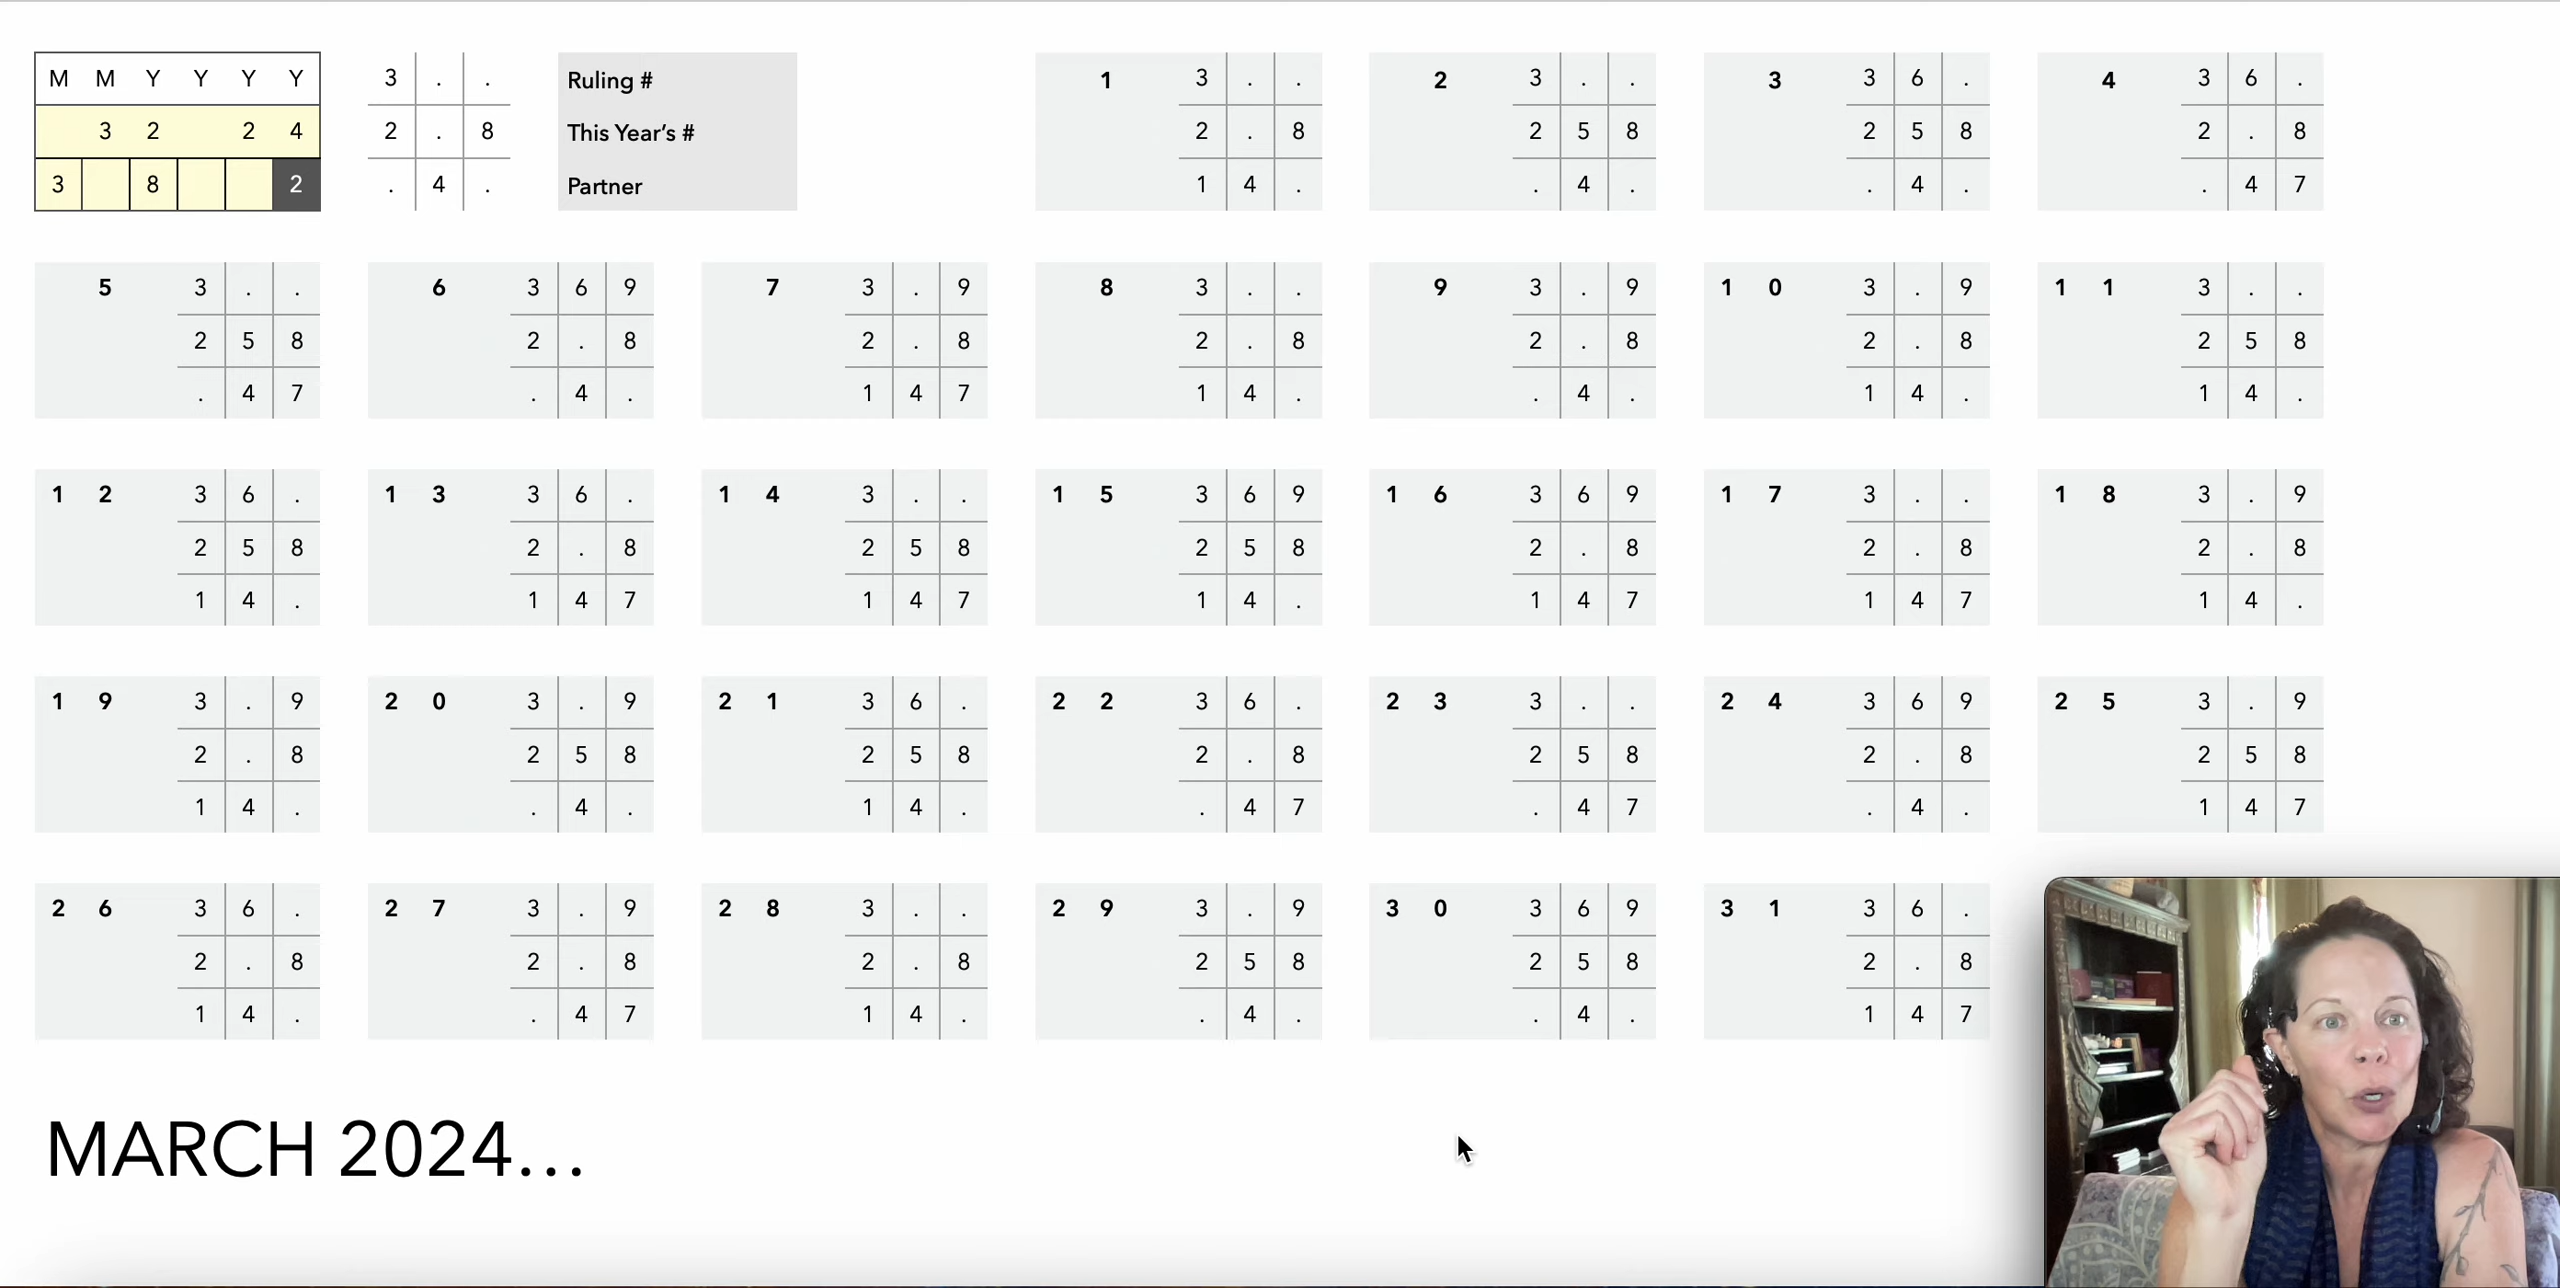 M M Y Y Y Y 3 . . Ruling # 1 3 . . 2 3 . . 3 3 6 . 4 3 6 .
3 2 2 4 2 . 8 This Year’s # 2 . 8 2 5 8 2 5 8 2 . 8
3 8 2 . 4 . Partner 1 4 . . 4 . . 4 . . 4 7
5 3 . . 6 3 6 9 7 3 . 9 8 3 . . 9 3 . 9 1 0 3 . 9 1 1 3 . .
2 5 8 2 . 8 2 . 8 2 . 8 2 . 8 2 . 8 2 5 8
. 4 7 . 4 . 1 4 7 1 4 . . 4 . 1 4 . 1 4 .
1 2 3 6 . 1 3 3 6 . 1 4 3 . . 1 5 3 6 9 1 6 3 6 9 1 7 3 . . 1 8 3 . 9
2 5 8 2 . 8 2 5 8 2 5 8 2 . 8 2 . 8 2 . 8
1 4 . 1 4 7 1 4 7 1 4 . 1 4 7 1 4 7 1 4 .
1 9 3 . 9 2 0 3 . 9 2 1 3 6 . 2 2 3 6 . 2 3 3 . . 2 4 3 6 9 2 5 3 . 9
2 . 8 2 5 8 2 5 8 2 . 8 2 5 8 2 . 8 2 5 8
1 4 . . 4 . 1 4 . . 4 7 . 4 7 . 4 . 1 4 7
2 6 3 6 . 2 7 3 . 9 2 8 3 . . 2 9 3 . 9 3 0 3 6 9 3 1 3 6 .
2 . 8 2 . 8 2 . 8 2 5 8 2 5 8 2 . 8
1 4 . . 4 7 1 4 . . 4 . . 4 . 1 4 7
MARCH 2024...